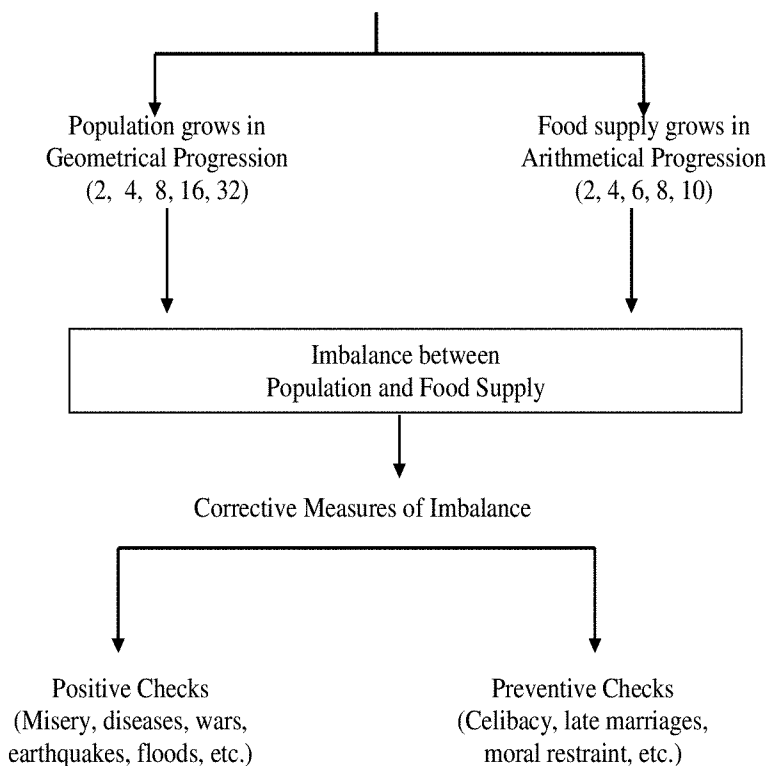 Population grows in
Geometrical Progression
(2, 4, 8, 16, 32)
Food supply grows in
Arithmetical Progression
(2, 4, 6, 8, 10)
Imbalance between
Population and Food Supply
Corrective Measures of Imbalance
Positive Checks
(Misery, diseases, wars,
earthquakes, floods, etc.)
Preventive Checks
(Celibacy, late marriages,
moral restraint, etc.)